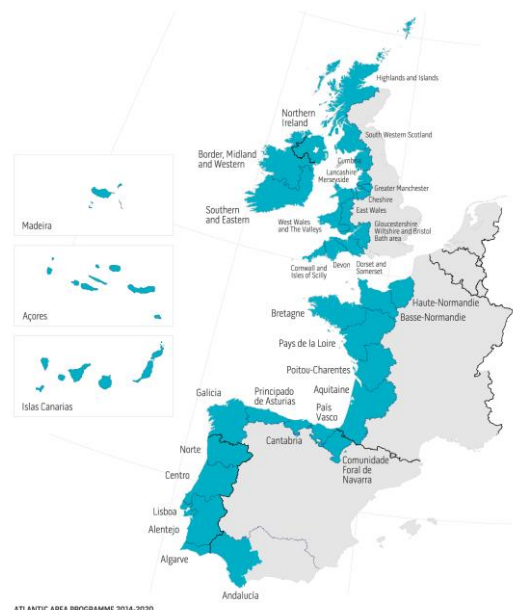 Highlands and Islands
Northern
Ireland
South Western Scotland
Border, Midland
and Western
Cumbria
Lancashire
Merseyside
Greater Manchester
Cheshire
East Wales
Southern
and Eastern
West Wales
and The Valleys
Gloucestershire
Wiltshire and Bristol
Bath area
Cornwall and
Isles of Scilly
Devon
Dorset and
Somerset
Madeira
Açores
Islas Canarias
Haute-Normandie
Basse-Normandie
Bretagne
Pays de la Loire
Poitou-Charentes
Aquitaine
Galicia
Principado
de Asturias
País
Vasco
Cantabria
Comunidade
Foral de
Navarra
Norte
Centro
Lisboa
Alentejo
Algarve
Andalucia
ATLANTIC AREA PROGRAMME 2014-2020